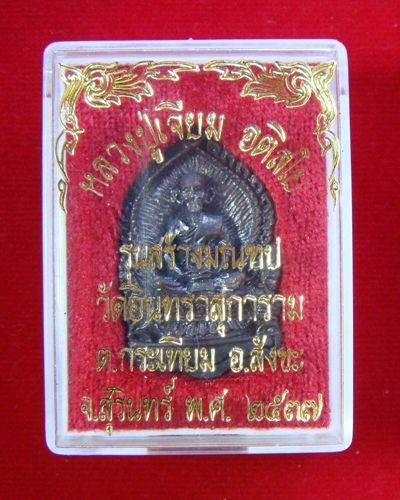 หลวงปู่เจียม อติสโย
รุ่นสร้างมณฑป
วัดอินทราสุการาม
ต.กระเทียม อ.สังขะ
จ.สุรินทร์ พ.ศ. ๒๕๓๗